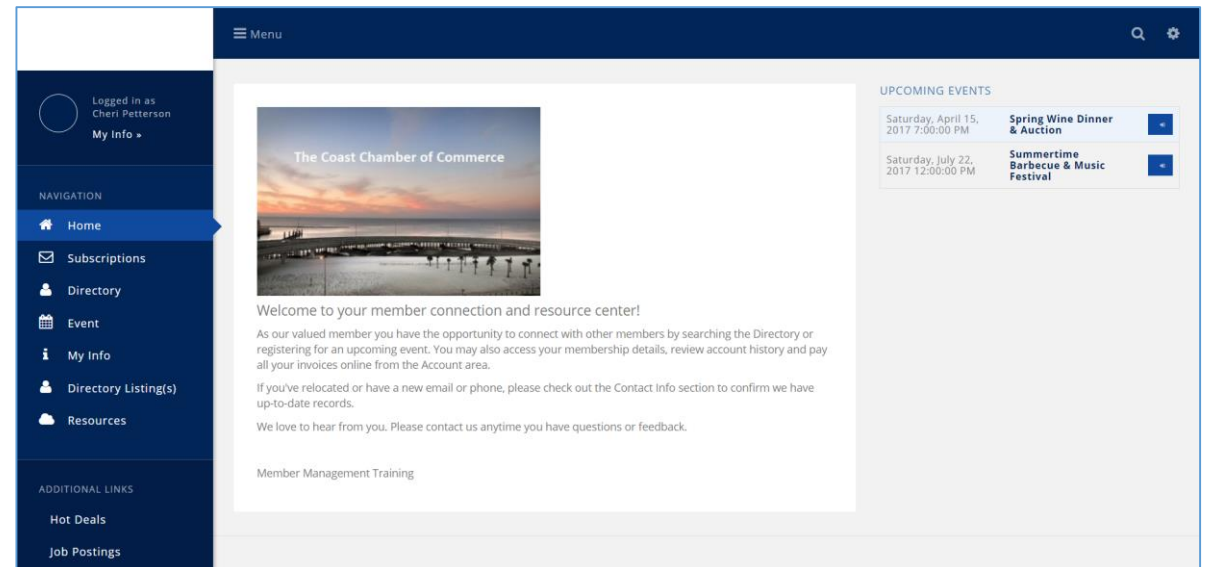 Menu
Logged in as
Cheri Petterson
My Info »
NAVIGATION
Home
Subscriptions
Directory
Event
My Info
Directory Listing(s)
Resources
ADDITIONAL LINKS
Hot Deals
Job Postings
The Coast Chamber of Commerce
Welcome to your member connection and resource center!
As our valued member you have the opportunity to connect with other members by searching the Directory or
registering for an upcoming event. You may also access your membership details, review account history and pay
all your invoices online from the Account area.
If you've relocated or have a new email or phone, please check out the Contact Info section to confirm we have
up-to-date records.
We love to hear from you. Please contact us anytime you have questions or feedback.
Member Management Training
UPCOMING EVENTS
Saturday, April 15,
2017 7:00:00 PM
Spring Wine Dinner
& Auction
Saturday, July 22,
2017 12:00:00 PM
Summertime
Barbecue & Music
Festival